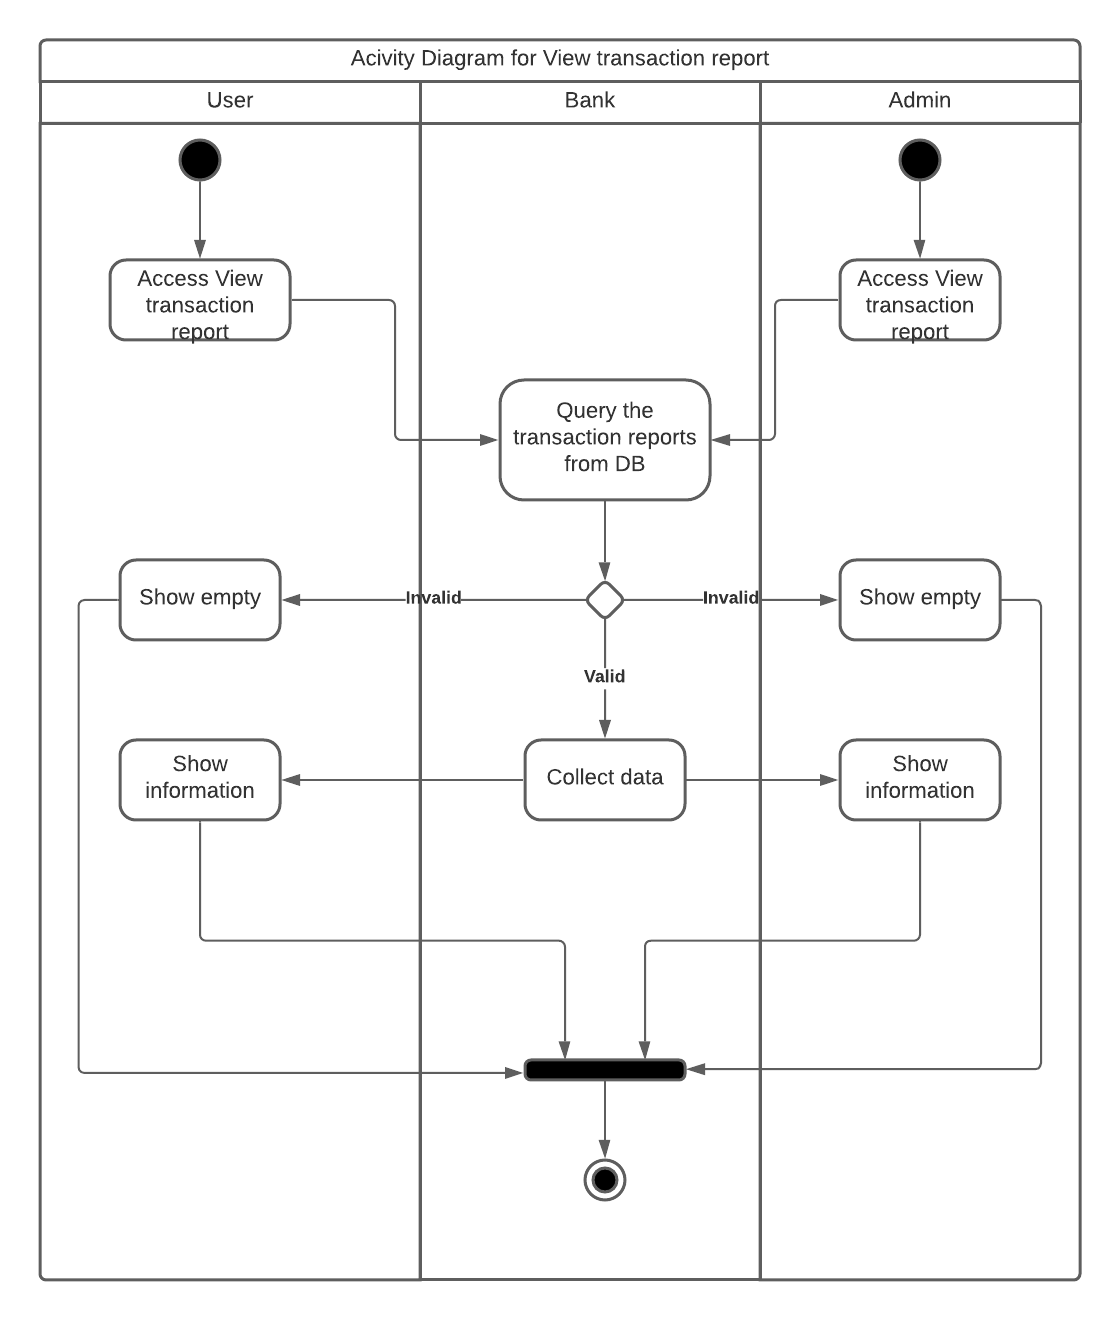 Acivity Diagram for View transaction report
User
Bank
Admin
Access View
transaction
report
Access View
transaction
report
Query the
transaction reports
from DB
Show empty
Invalid
Invalid
Show empty
Valid
Show
information
Collect data
Show
information